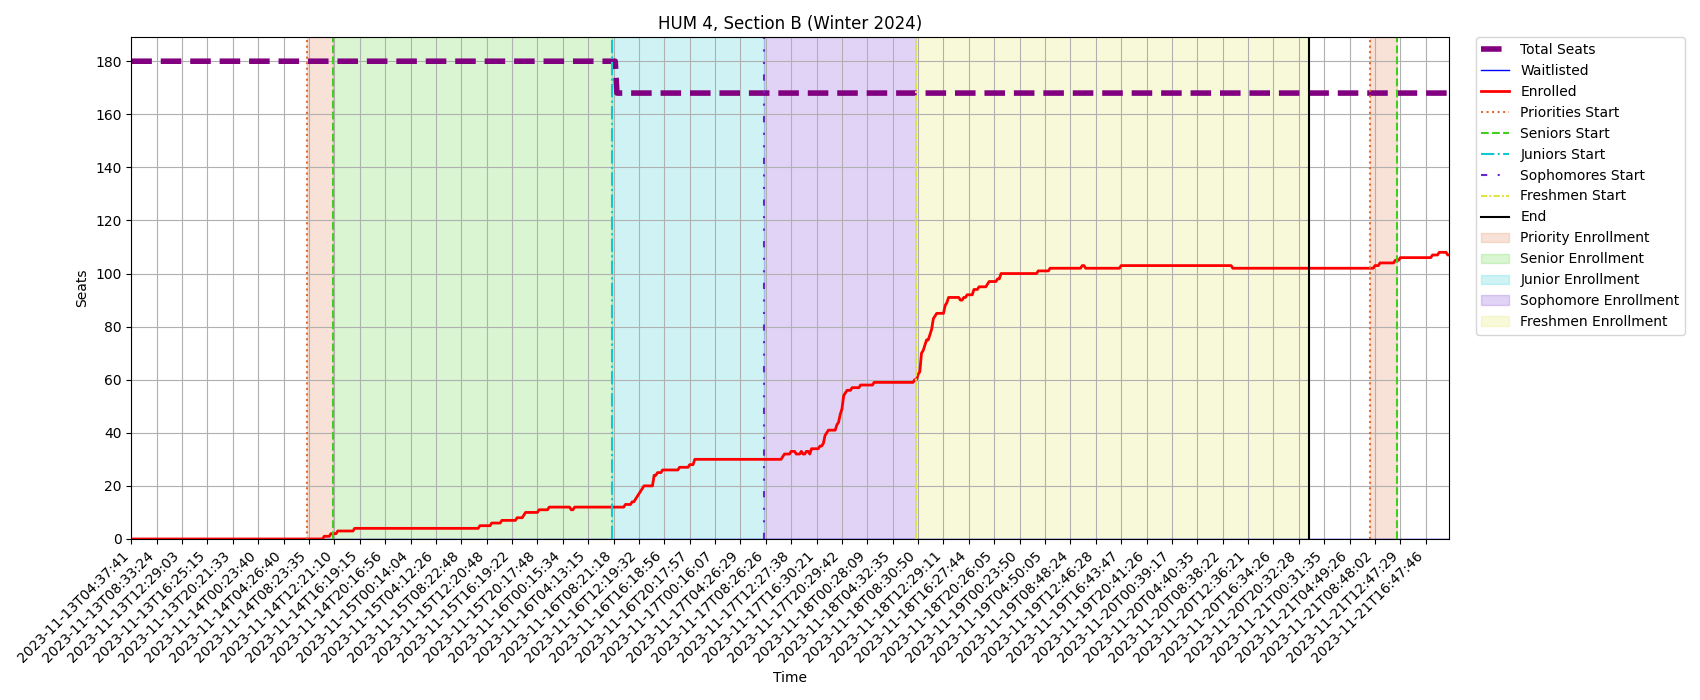 HUM 4, Section B (Winter 2024)
Seats
180
160
140
120
100
80
60
40
20
0
2023-11-13T04:37:41
2023-11-13T08:33:24
2023-11-13T12:29:03
2023-11-13T16:25:15
2023-11-13T20:21:33
2023-11-14T00:23:40
2023-11-14T04:26:40
2023-11-14T08:23:35
2023-11-14T12:21:10
2023-11-14T16:19:15
2023-11-14T20:16:56
2023-11-15T00:14:04
2023-11-15T04:12:26
2023-11-15T08:22:48
2023-11-15T12:20:48
2023-11-15T16:19:22
2023-11-15T20:17:48
2023-11-16T00:15:34
2023-11-16T04:13:15
2023-11-16T08:21:18
2023-11-16T12:19:32
2023-11-16T16:18:56
2023-11-16T20:17:57
2023-11-17T00:16:07
2023-11-17T04:26:29
2023-11-17T08:26:26
2023-11-17T12:27:38
2023-11-17T16:30:21
2023-11-17T20:29:42
2023-11-18T00:28:09
2023-11-18T04:32:35
2023-11-18T08:30:50
2023-11-18T12:29:11
2023-11-18T16:27:44
2023-11-18T20:26:05
2023-11-19T00:23:50
2023-11-19T04:50:05
2023-11-19T08:48:24
2023-11-19T12:46:28
2023-11-19T16:43:47
2023-11-19T20:41:26
2023-11-20T00:39:17
2023-11-20T04:40:35
2023-11-20T08:38:22
2023-11-20T12:36:21
2023-11-20T16:34:26
2023-11-20T20:32:28
2023-11-21T00:31:35
2023-11-21T04:49:26
2023-11-21T08:48:02
2023-11-21T12:47:29
2023-11-21T16:47:46
Time
Total Seats
Waitlisted
Enrolled
Priorities Start
Seniors Start
Juniors Start
Sophomores Start
Freshmen Start
End
Priority Enrollment
Senior Enrollment
Junior Enrollment
Sophomore Enrollment
Freshmen Enrollment